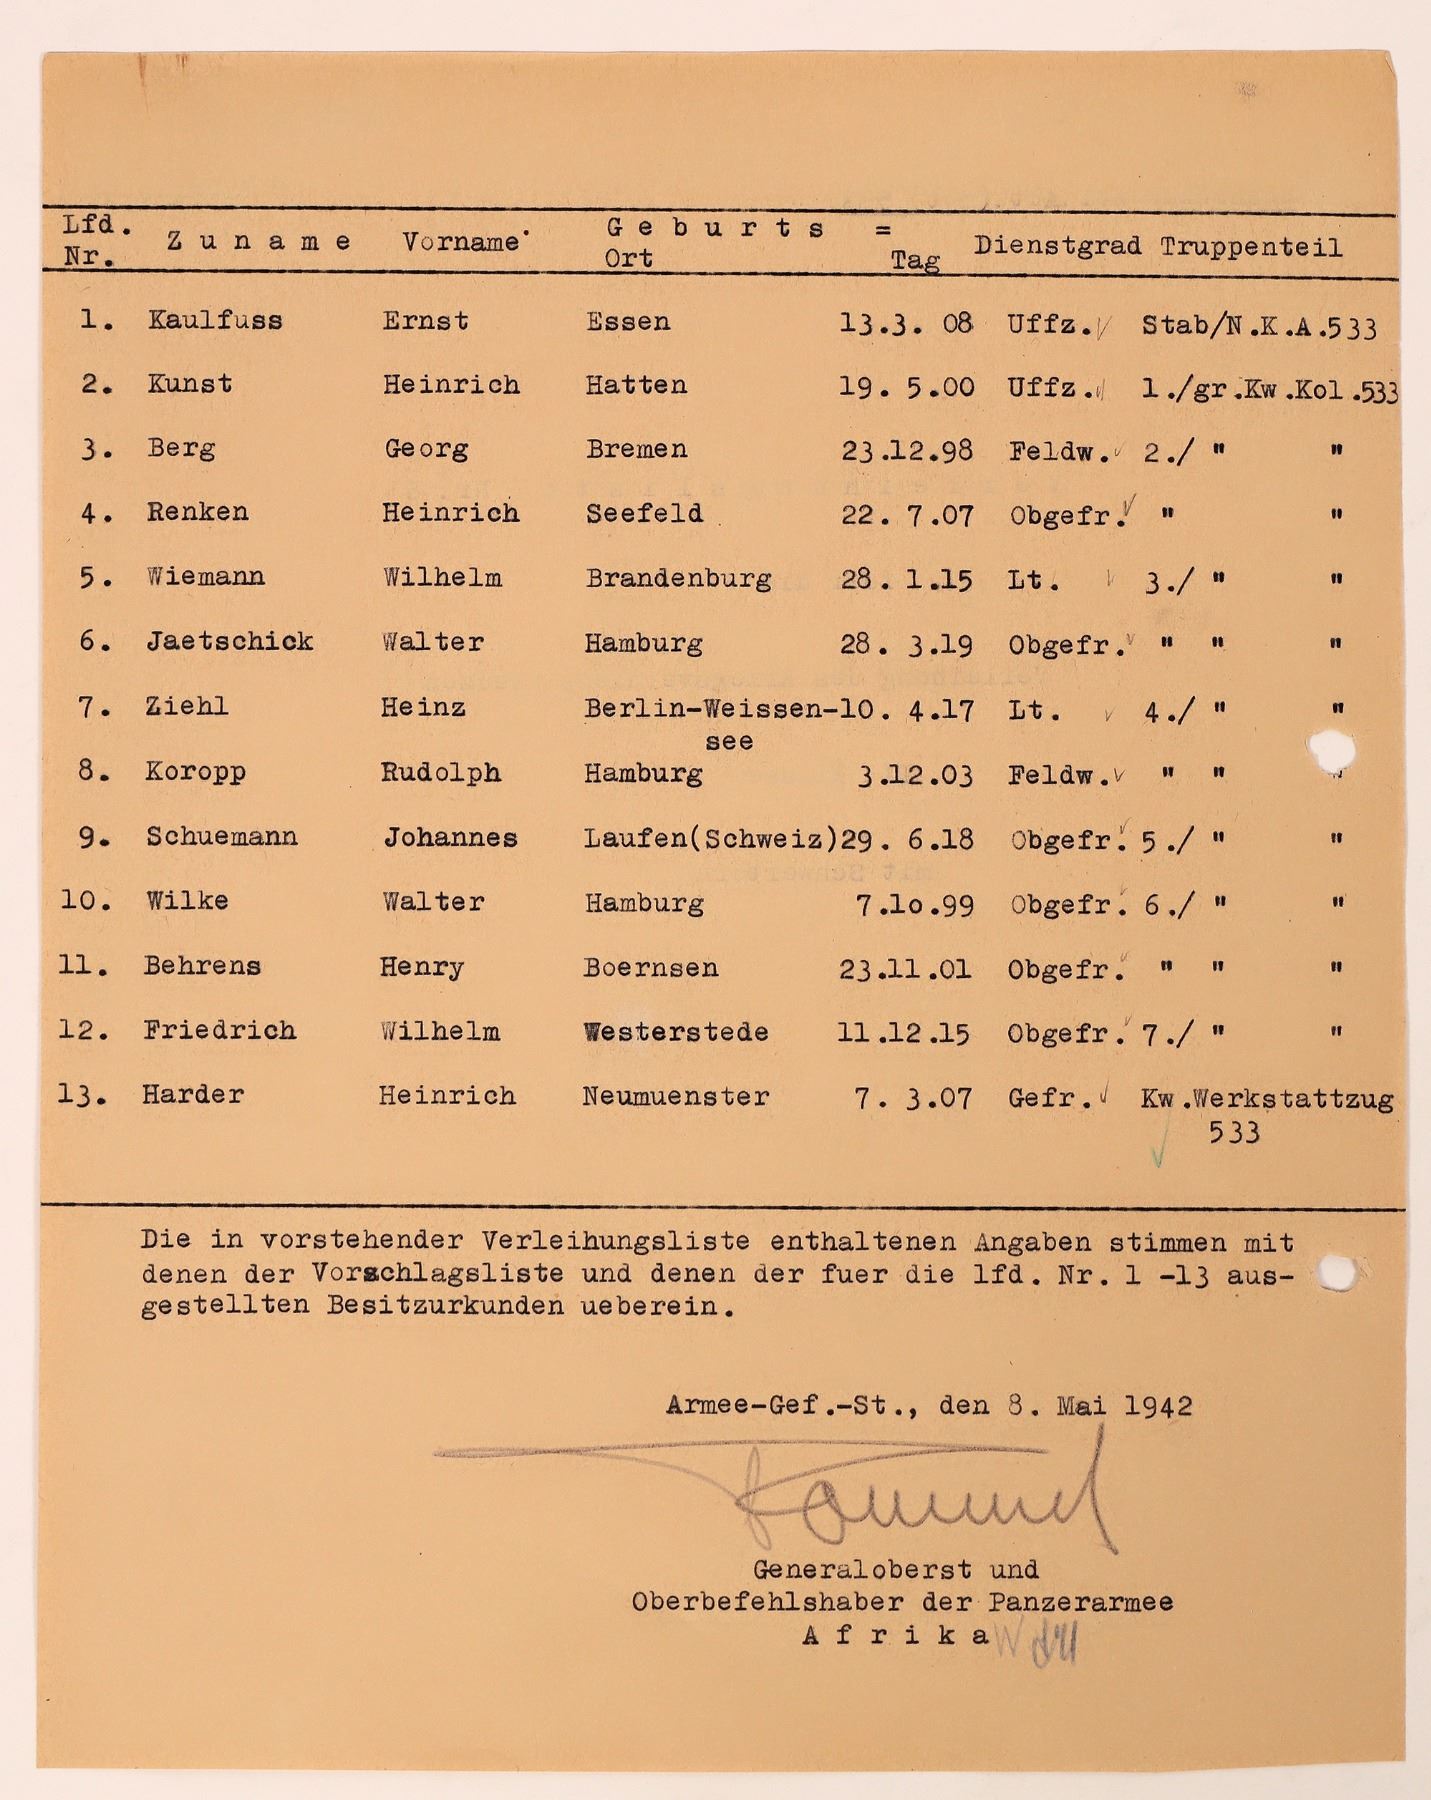 Lfd. Nr. Zuname Vorname Geburts = Ort Tag Dienstgrad Truppenteil
1. Kaulfuss Ernst Essen 13.3. 08 Uffz. Stab/N.K.A.533
2. Kunst Heinrich Hatten 19. 5.00 Uffz. 1./gr.Kw.Kol.533
3. Berg Georg Bremen 23.12.98 Feldw. 2./ " "
4. Renken Heinrich Seefeld 22. 7.07 Obgefr. " "
5. Wiemann Wilhelm Brandenburg 28. 1.15 Lt. 3./ " "
6. Jaetschick Walter Hamburg 28. 3.19 Obgefr. " " "
7. Ziehl Heinz Berlin-Weissen- 10. 4.17 Lt. 4./ " "
see
8. Koropp Rudolph Hamburg 3.12.03 Feldw. " " "
9. Schuemann Johannes Laufen(Schweiz) 29. 6.18 Obgefr. 5./ " "
10. Wilke Walter Hamburg 7.10.99 Obgefr. 6./ " "
11. Behrens Henry Boernsen 23.11.01 Obgefr. " " "
12. Friedrich Wilhelm Westerstede 11.12.15 Obgefr. 7./ " "
13. Harder Heinrich Neumuenster 7. 3.07 Gefr. Kw.Werkstattzug
533
Die in vorstehender Verleihungsliste enthaltenen Angaben stimmen mit
denen der Vorschlagsliste und denen der fuer die lfd. Nr. 1 -13 aus-
gestellten Besitzurkunden ueberein.
Armee-Gef.-St., den 8. Mai 1942
Rommel
Generaloberst und
Oberbefehlshaber der Panzerarmee
Afrika